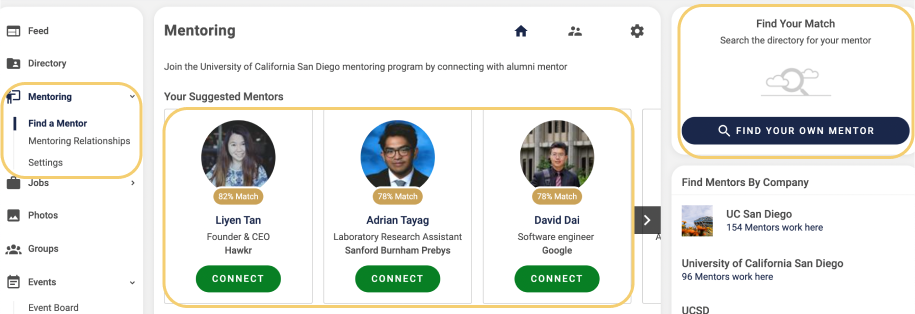 Feed
Directory
Mentoring
Find a Mentor
Mentoring Relationships
Settings
Jobs
Photos
Groups
Events
Event Board
Mentoring
Join the University of California San Diego mentoring program by connecting with alumni mentor
Your Suggested Mentors
82% Match
Liyen Tan
Founder & CEO
Hawkr
CONNECT
78% Match
Adrian Tayag
Laboratory Research Assistant
Sanford Burnham Prebys
CONNECT
78% Match
David Dai
Software engineer
Google
CONNECT
Find Your Match
Search the directory for your mentor
FIND YOUR OWN MENTOR
Find Mentors By Company
UC San Diego
154 Mentors work here
University of California San Diego
96 Mentors work here
UCSD